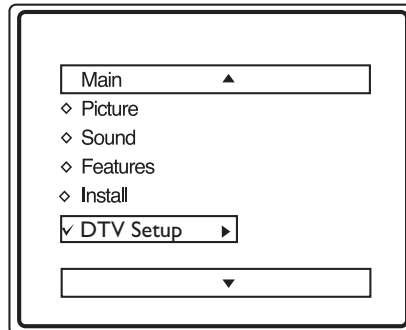 Main
Picture
Sound
Features
Install
DTV Setup